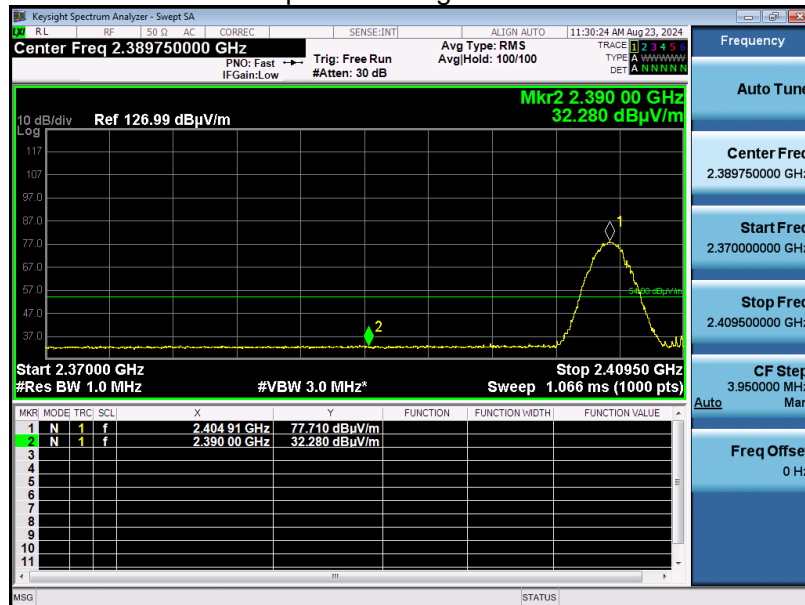 Keysight Spectrum Analyzer - Swept SA
LXI RL RF 50 Ω AC CORREC SENSE:INT ALIGN AUTO 11:30:24 AM Aug 23, 2024
Center Freq 2.389750000 GHz
PNO: Fast
IFGain:Low
Trig: Free Run
#Atten: 30 dB
Avg Type: RMS
Avg|Hold: 100/100
TRACE 1 2 3 4 5 6
TYPE A WWWWW
DET A N N N N N
Mkr2 2.390 00 GHz
32.280 dBµV/m
10 dB/div Ref 126.99 dBµV/m
Log
117
107
97.0
87.0
77.0
67.0
57.0
47.0
37.0
1
54.00 dBµV/m
2
Start 2.37000 GHz Stop 2.40950 GHz
#Res BW 1.0 MHz #VBW 3.0 MHz* Sweep 1.066 ms (1000 pts)
MKR MODE TRC SCL X Y FUNCTION FUNCTION WIDTH FUNCTION VALUE
1 N 1 f 2.404 91 GHz 77.710 dBµV/m
2 N 1 f 2.390 00 GHz 32.280 dBµV/m
3
4
5
6
7
8
9
10
11
MSG STATUS
Frequency
Auto Tune
Center Freq
2.389750000 GHz
Start Freq
2.370000000 GHz
Stop Freq
2.409500000 GHz
CF Step
3.950000 MHz
Auto Man
Freq Offset
0 Hz